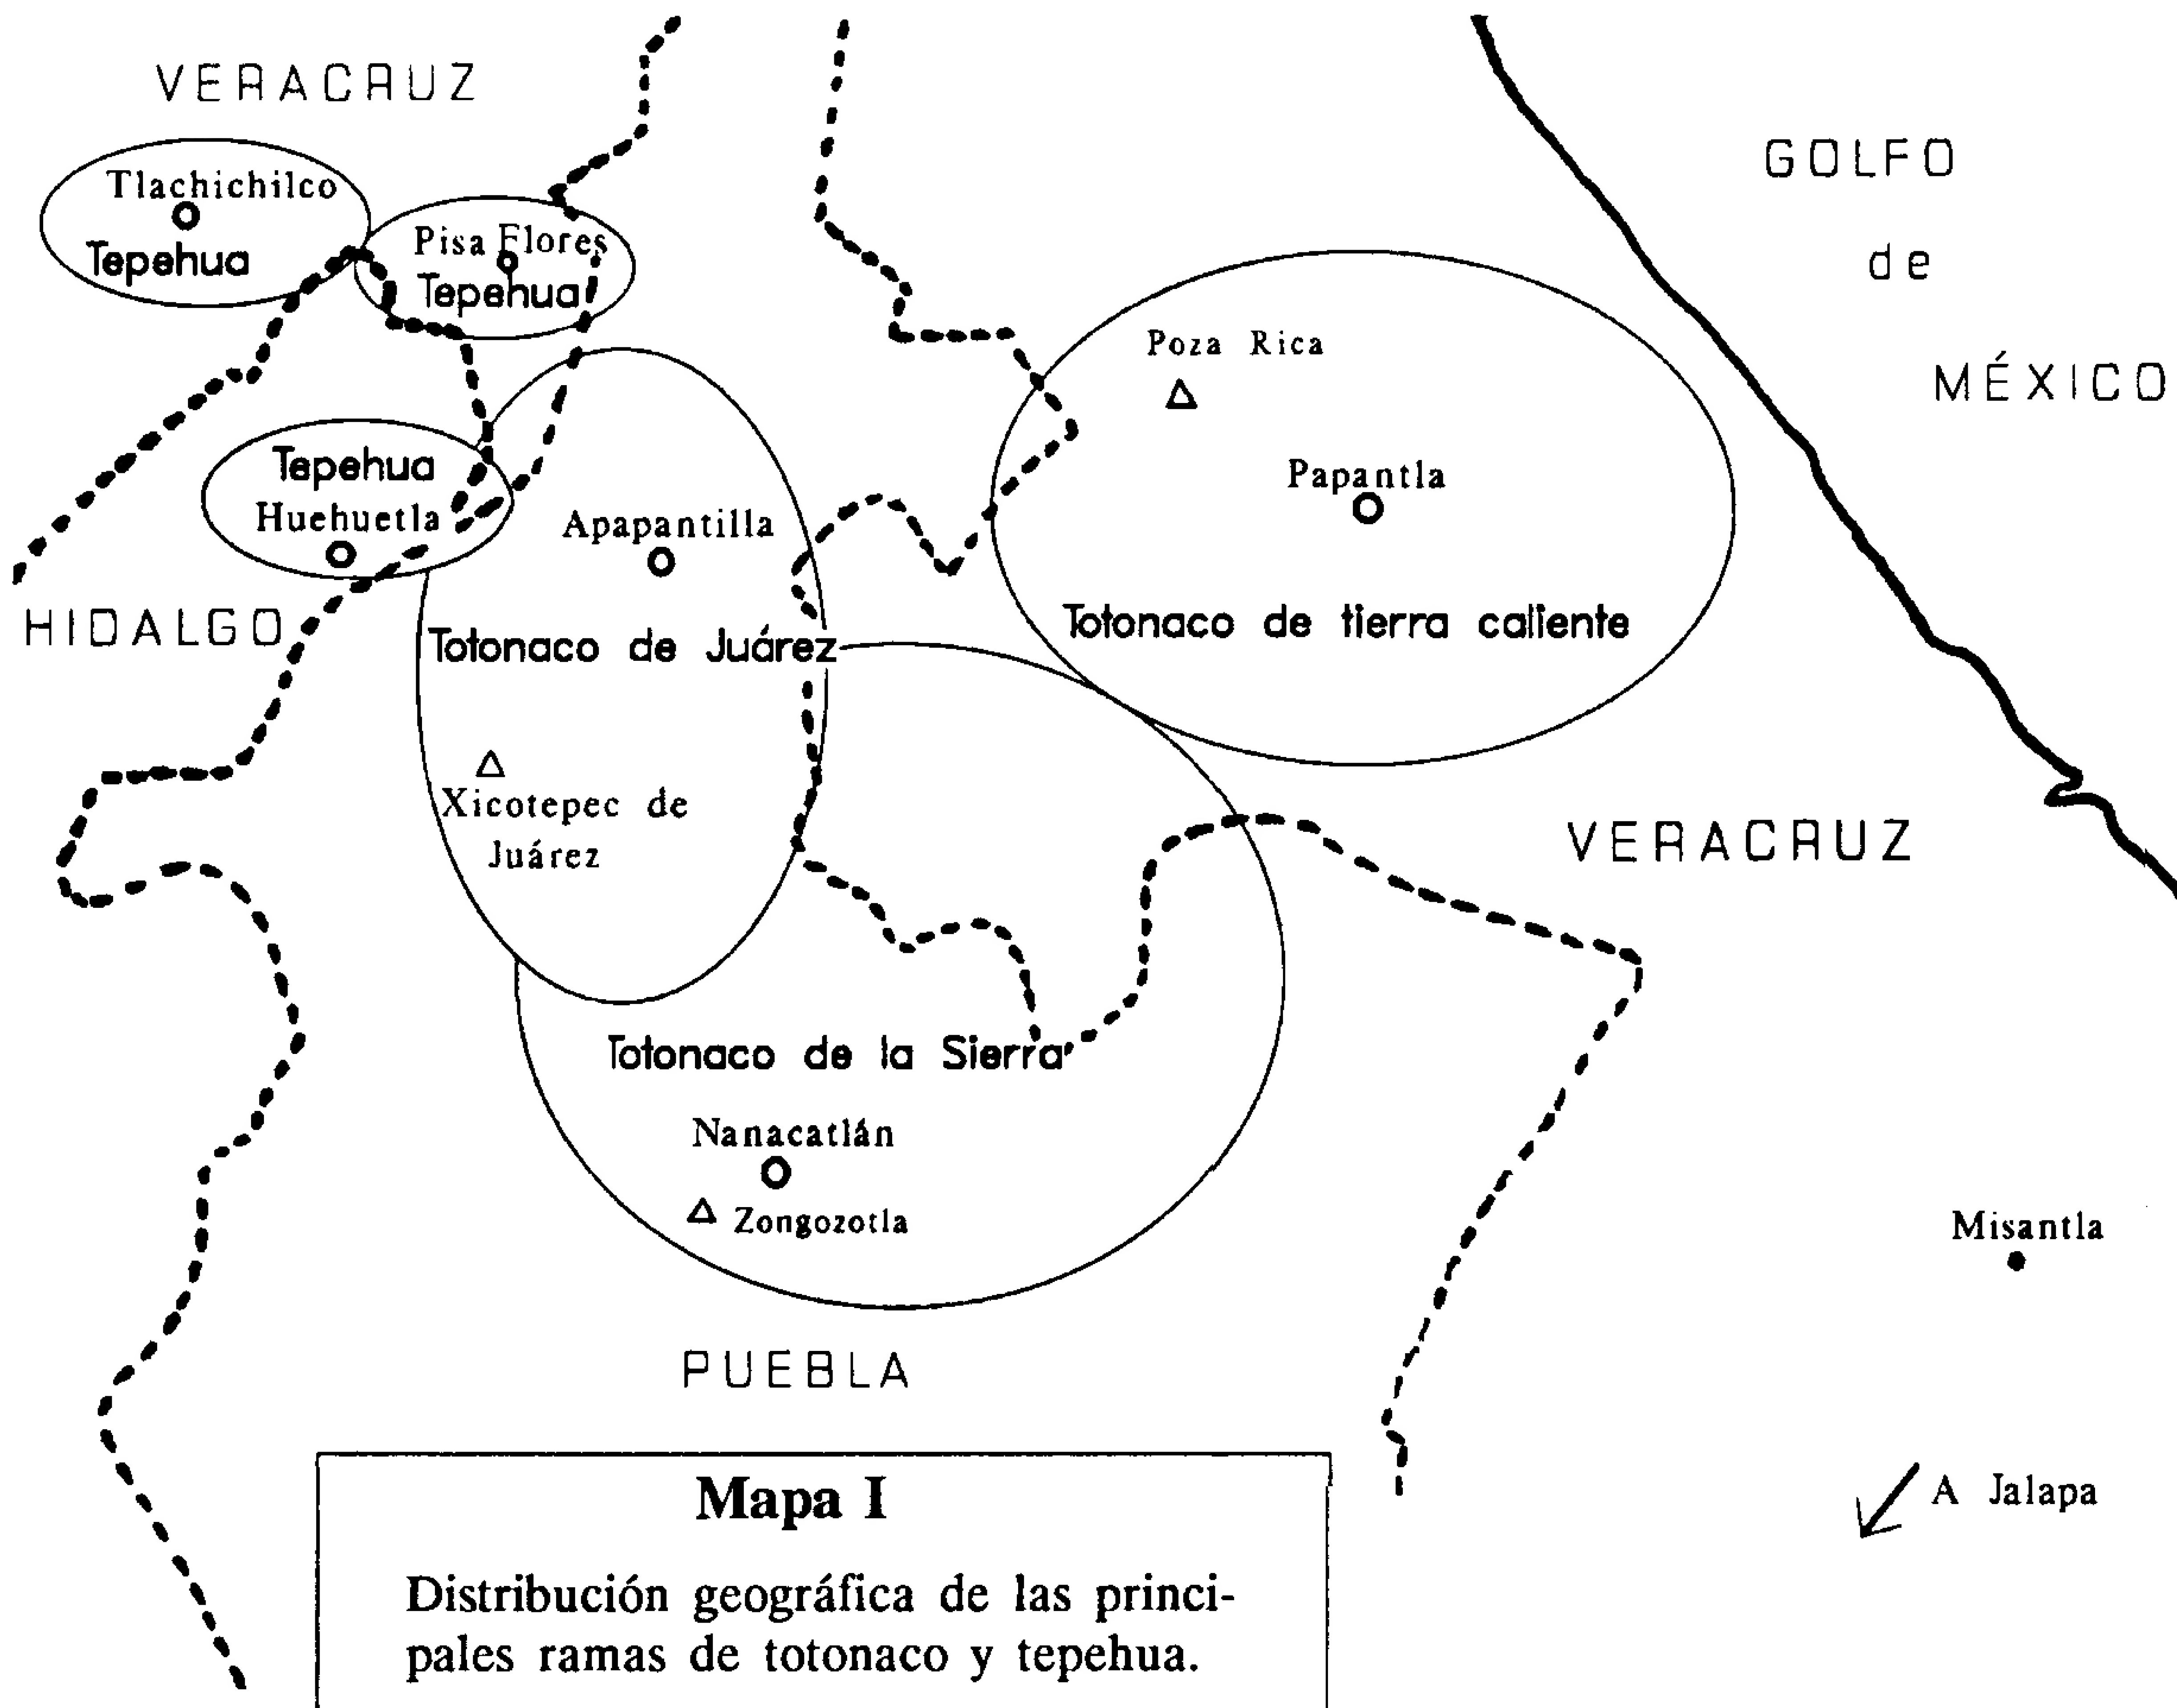 VERACRUZ
GOLFO
de
MÉXICO
Tlachichilco
Tepehua
Pisa Flores
Tepehua
Poza Rica
Tepehua
Huehuetla
Papantla
Apapantilla
HIDALGO
Totonaco de Juárez
Totonaco de tierra caliente
Xicotepec de
Juárez
VERACRUZ
Totonaco de la Sierra
Nanacatlán
Zongozotla
Misantla
PUEBLA
A Jalapa
Mapa I
Distribución geográfica de las princi-
pales ramas de totonaco y tepehua.